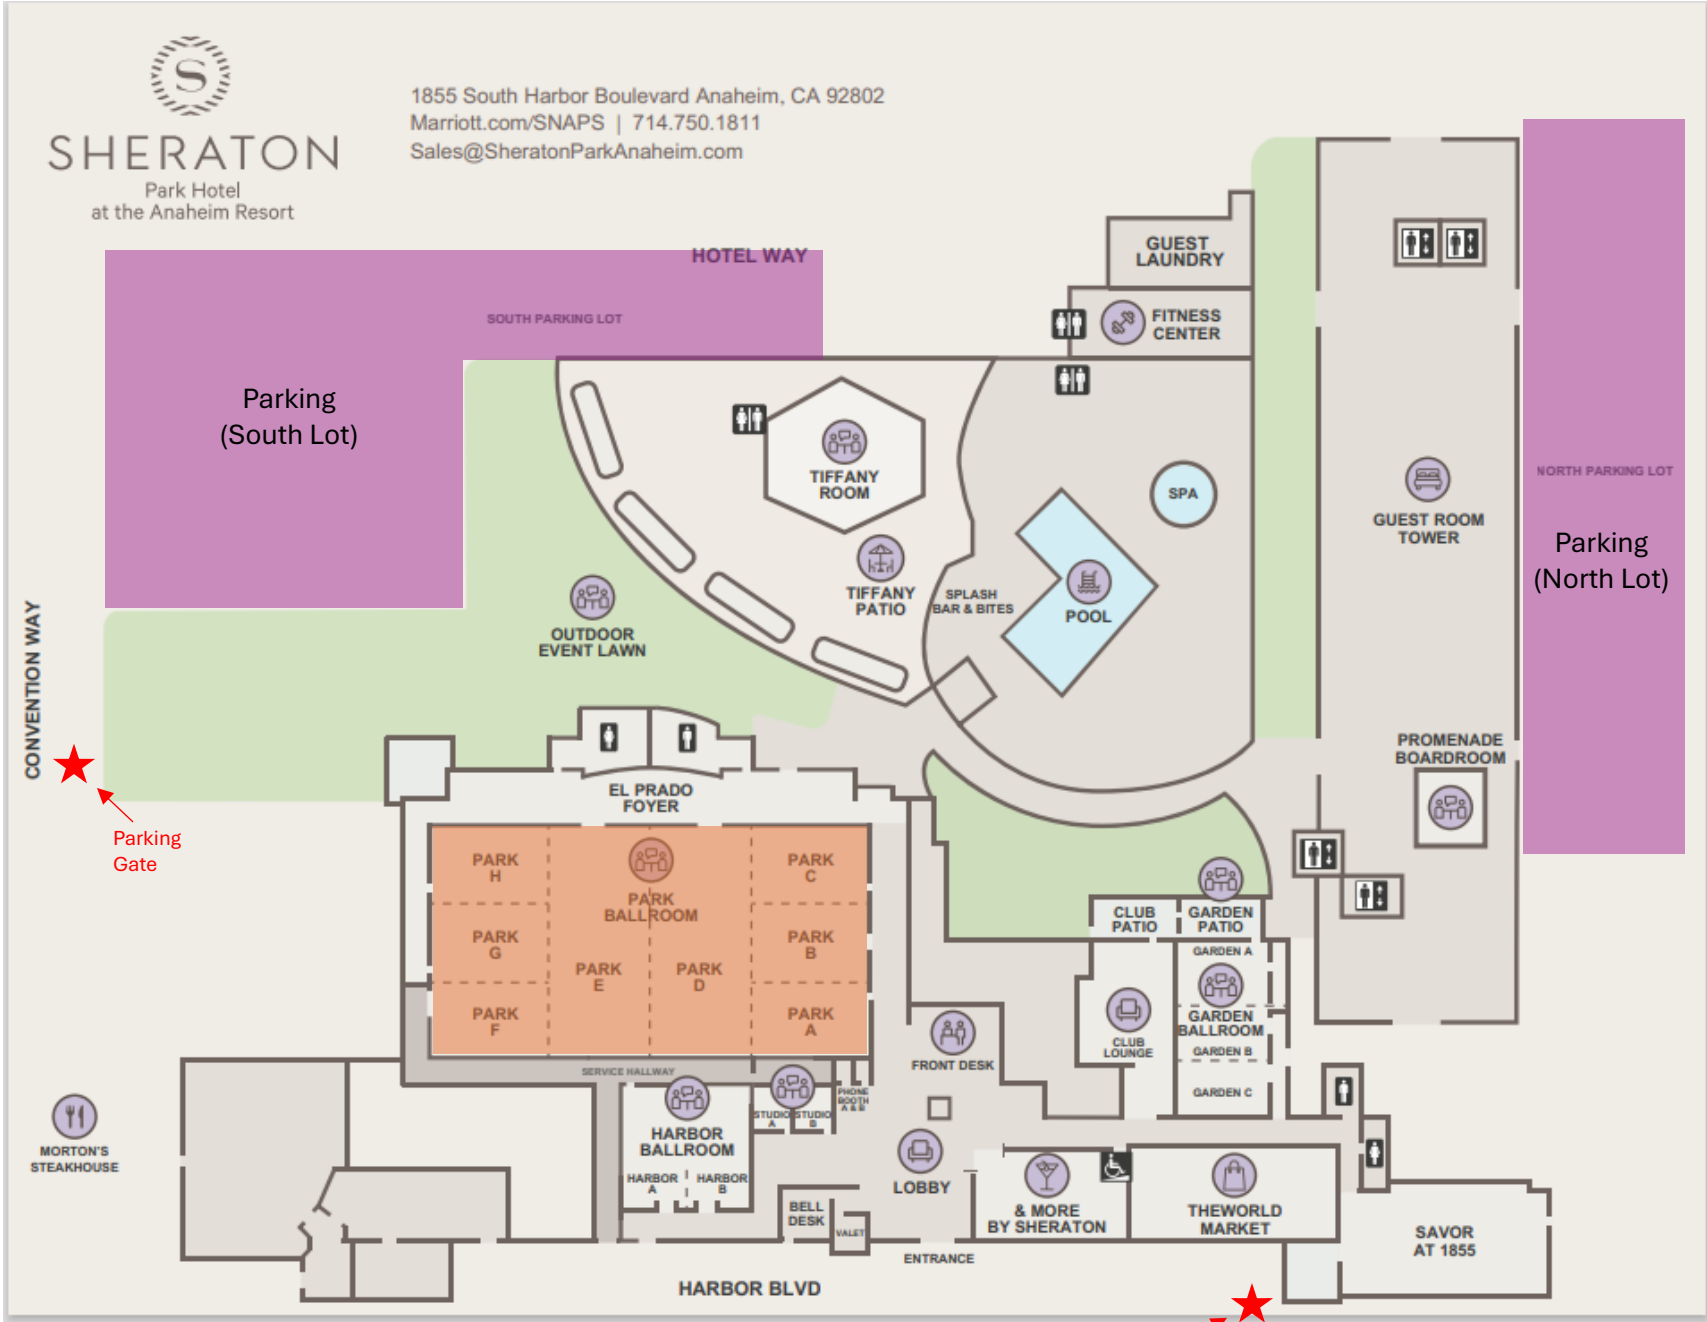 S
SHERATON
Park Hotel
at the Anaheim Resort
1855 South Harbor Boulevard Anaheim, CA 92802
Marriott.com/SNAPS | 714.750.1811
Sales@SheratonParkAnaheim.com
HOTEL WAY
SOUTH PARKING LOT
Parking
(South Lot)
GUEST
LAUNDRY
FITNESS
CENTER
TIFFANY
ROOM
TIFFANY
PATIO
SPLASH
BAR & BITES
SPA
POOL
GUEST ROOM
TOWER
NORTH PARKING LOT
Parking
(North Lot)
OUTDOOR
EVENT LAWN
CONVENTION WAY
Parking
Gate
PROMENADE
BOARDROOM
EL PRADO
FOYER
PARK
H
PARK
BALLROOM
PARK
C
PARK
G
PARK
E
PARK
D
PARK
B
PARK
F
PARK
A
CLUB
PATIO
GARDEN
PATIO
GARDEN A
GARDEN
BALLROOM
GARDEN B
GARDEN C
CLUB
LOUNGE
FRONT DESK
SERVICE HALLWAY
STUDIO
A
STUDIO
B
PHONE
BOOTH
A & B
HARBOR
BALLROOM
HARBOR
A
HARBOR
B
MORTON'S
STEAKHOUSE
LOBBY
BELL
DESK
VALET
& MORE
BY SHERATON
THEWORLD
MARKET
SAVOR
AT 1855
ENTRANCE
HARBOR BLVD